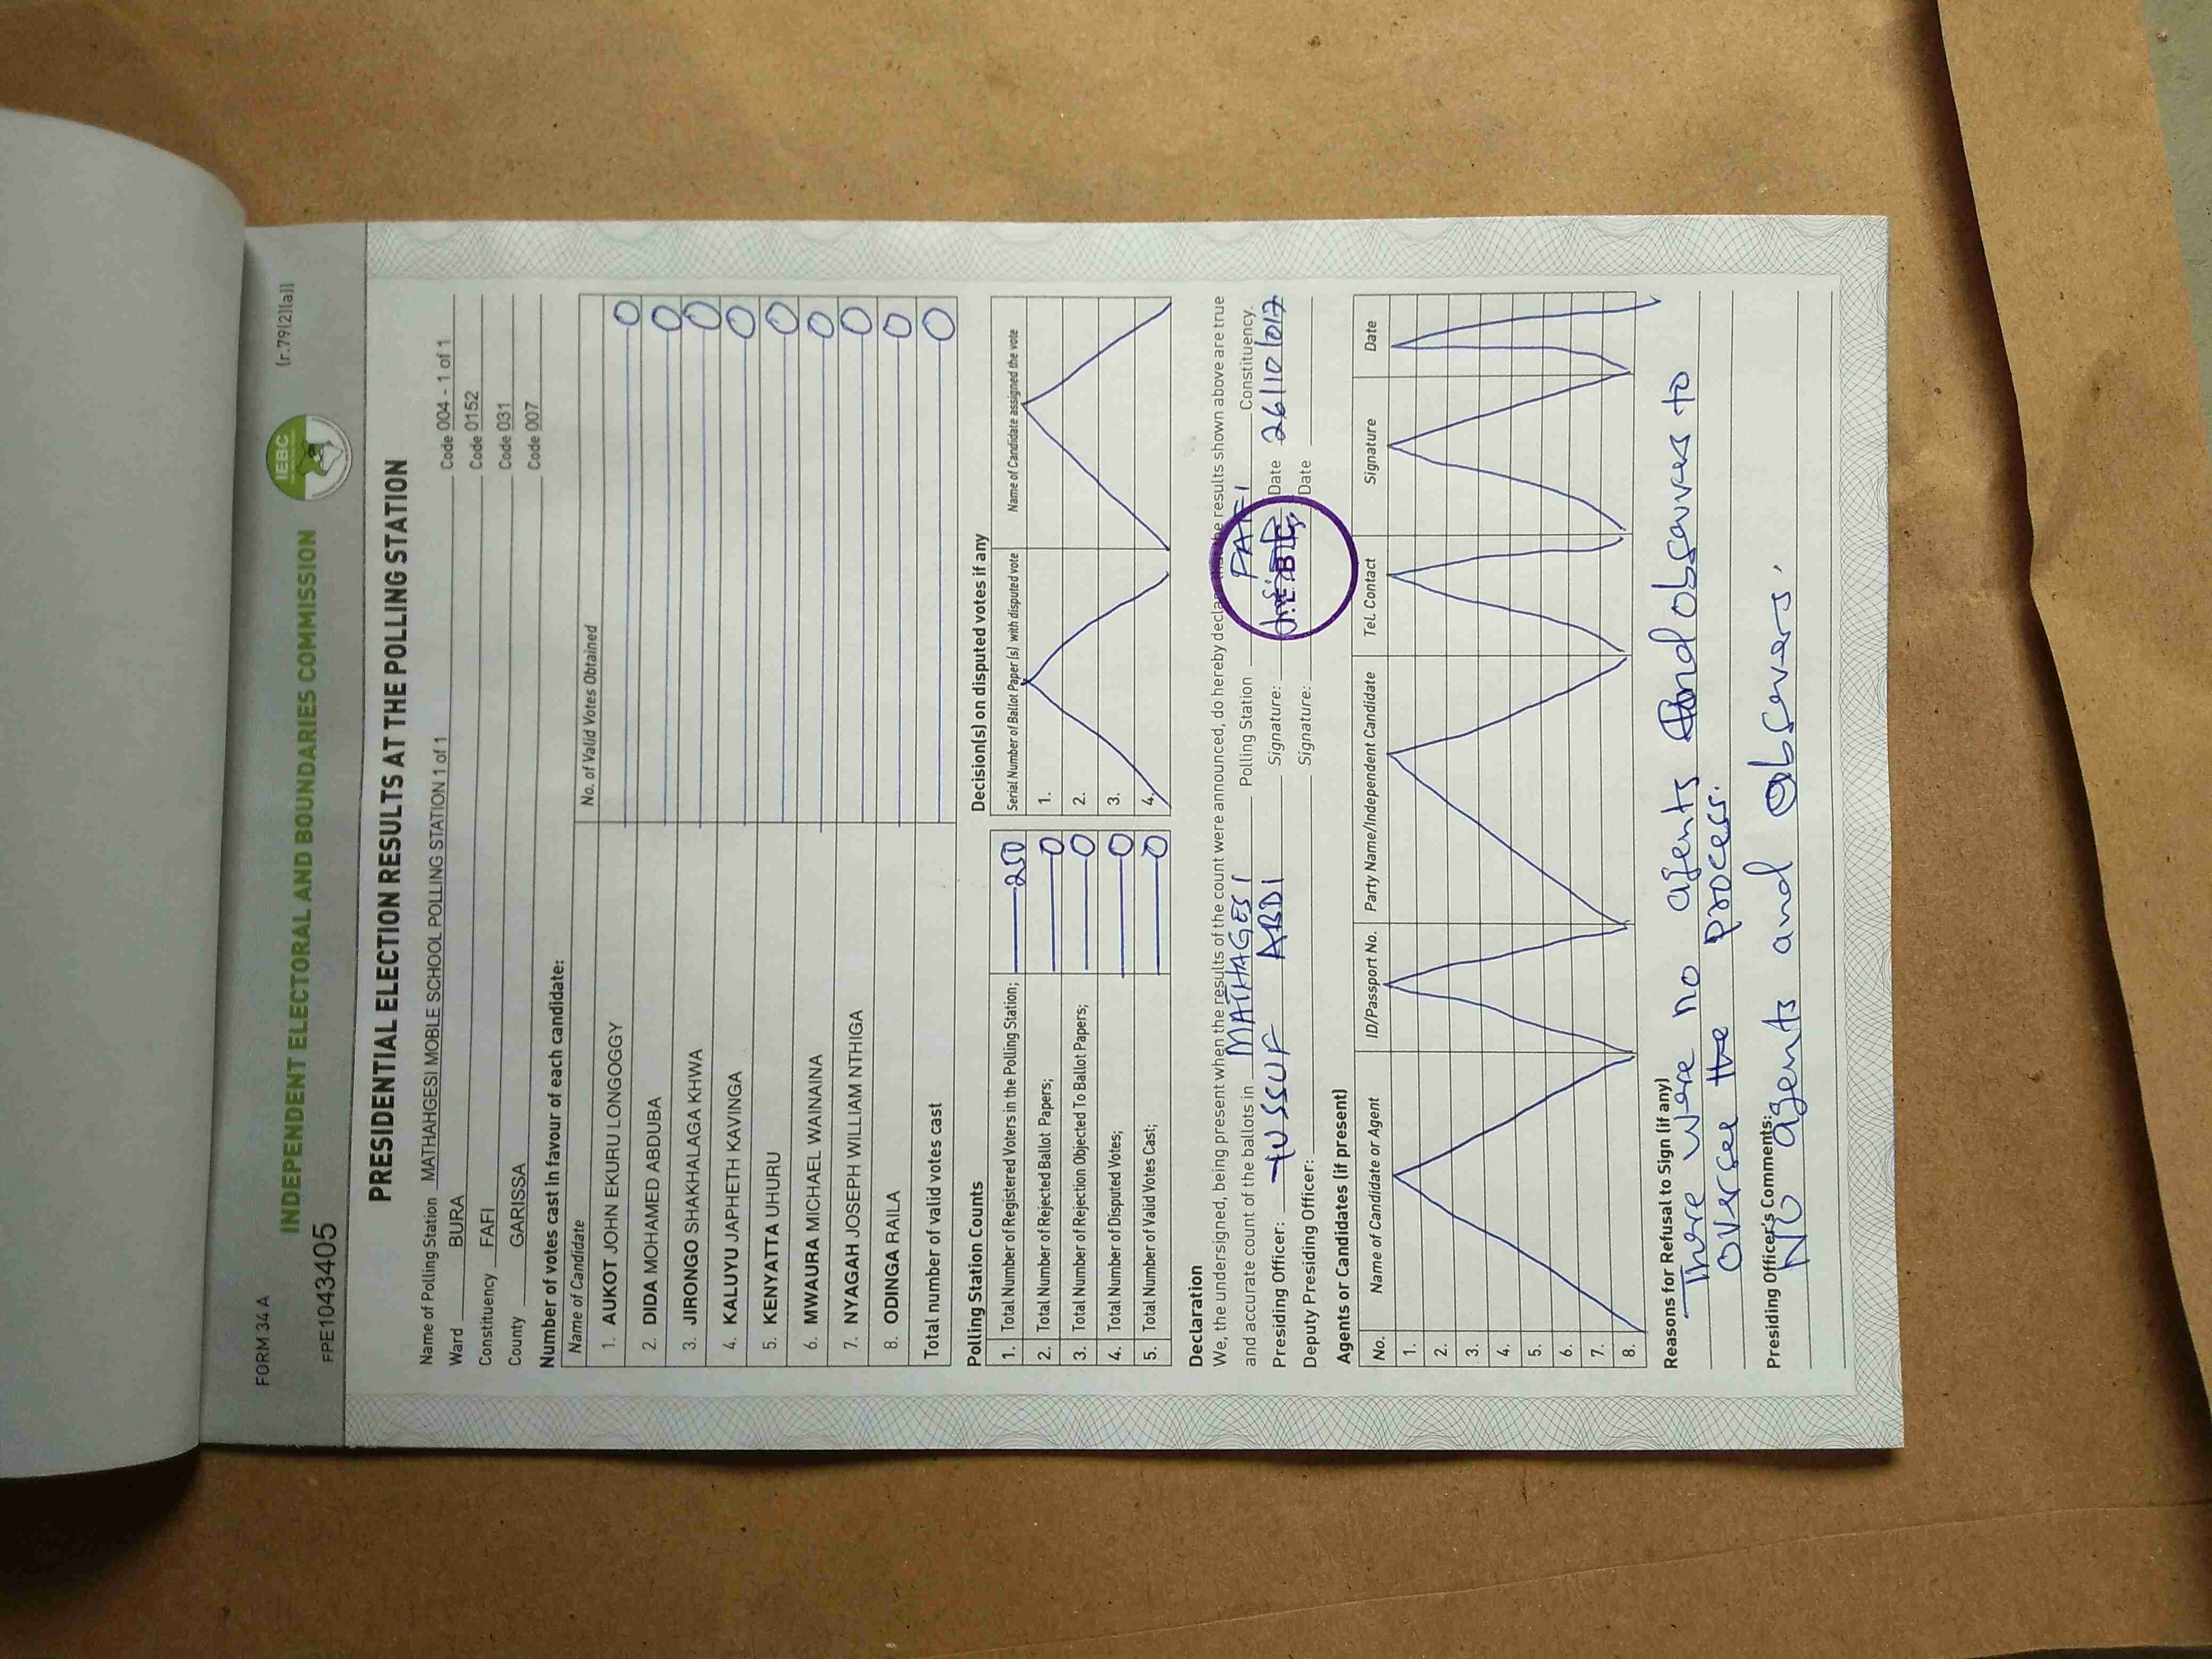 FORM 34 A
(r.79(2)(a))
IEBC
INDEPENDENT ELECTORAL AND BOUNDARIES COMMISSION
FPE1043405
PRESIDENTIAL ELECTION RESULTS AT THE POLLING STATION
Name of Polling Station MATHAHGESI MOBLE SCHOOL POLLING STATION 1 of 1 Code 004 - 1 of 1
Ward BURA Code 0152
Constituency FAFI Code 031
County GARISSA Code 007
Number of votes cast in favour of each candidate:
Name of Candidate No. of Valid Votes Obtained
1. AUKOT JOHN EKURU LONGOGGY 0
2. DIDA MOHAMED ABDUBA 0
3. JIRONGO SHAKHALAGA KHWA 0
4. KALUYU JAPHETH KAVINGA 0
5. KENYATTA UHURU 0
6. MWAURA MICHAEL WAINAINA 0
7. NYAGAH JOSEPH WILLIAM NTHIGA 0
8. ODINGA RAILA 0
Total number of valid votes cast 0
Polling Station Counts
1. Total Number of Registered Voters in the Polling Station; 250
2. Total Number of Rejected Ballot Papers; 0
3. Total Number of Rejection Objected To Ballot Papers; 0
4. Total Number of Disputed Votes; 0
5. Total Number of Valid Votes Cast; 0
Decision(s) on disputed votes if any
Serial Number of Ballot Paper (s) with disputed vote Name of Candidate assigned the vote
1.
2.
3.
4.
Declaration
We, the undersigned, being present when the results of the count were announced, do hereby declare that the results shown above are true
and accurate count of the ballots in MATHAGESI Polling Station FAFI Constituency.
Presiding Officer: YUSSUF ABDI Signature: Date 26/10/017
I.E.B.C
Deputy Presiding Officer: Signature: Date
Agents or Candidates (if present)
No. Name of Candidate or Agent ID/Passport No. Party Name/Independent Candidate Tel. Contact Signature Date
1.
2.
3.
4.
5.
6.
7.
8.
Reasons for Refusal to Sign (if any)
There were no agents and observers to
oversee the process.
Presiding Officer's Comments:
No agents and observers.